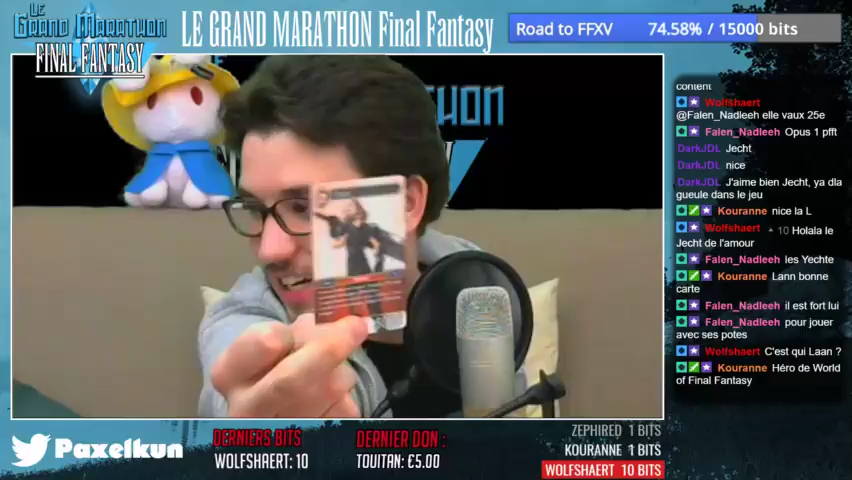 LE
GRAND MARATHON
FINAL FANTASY
LE GRAND MARATHON Final Fantasy
Road to FFXV 74.58% / 15000 bits
content
Wolfshaert
@Falen_Nadleeh elle vaux 25e
Falen_Nadleeh Opus 1 pfft
DarkJDL Jecht
DarkJDL nice
DarkJDL J'aime bien Jecht, ya dla
gueule dans le jeu
Kouranne nice la L
Wolfshaert 10 Holala le
Jecht de l'amour
Falen_Nadleeh les Yechte
Kouranne Lann bonne
carte
Falen_Nadleeh il est fort lui
Falen_Nadleeh pour jouer
avec ses potes
Wolfshaert C'est qui Laan ?
Kouranne Héro de World
of Final Fantasy
Paxelkun
DERNIERS BITS
WOLFSHAERT: 10
DERNIER DON :
TOUITAN: €5.00
ZEPHIRED 1 BITS
KOURANNE 1 BITS
WOLFSHAERT 10 BITS